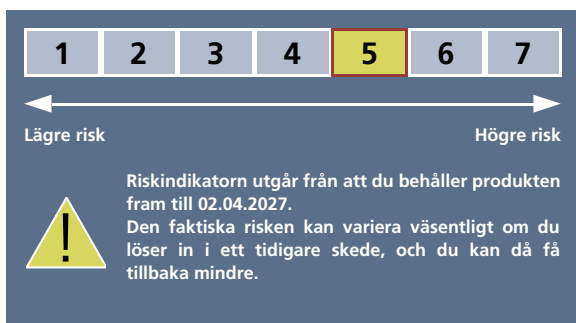 1 2 3 4 5 6 7
Lägre risk Högre risk
Riskindikatorn utgår från att du behåller produkten
fram till 02.04.2027.
Den faktiska risken kan variera väsentligt om du
löser in i ett tidigare skede, och du kan då få
tillbaka mindre.
!